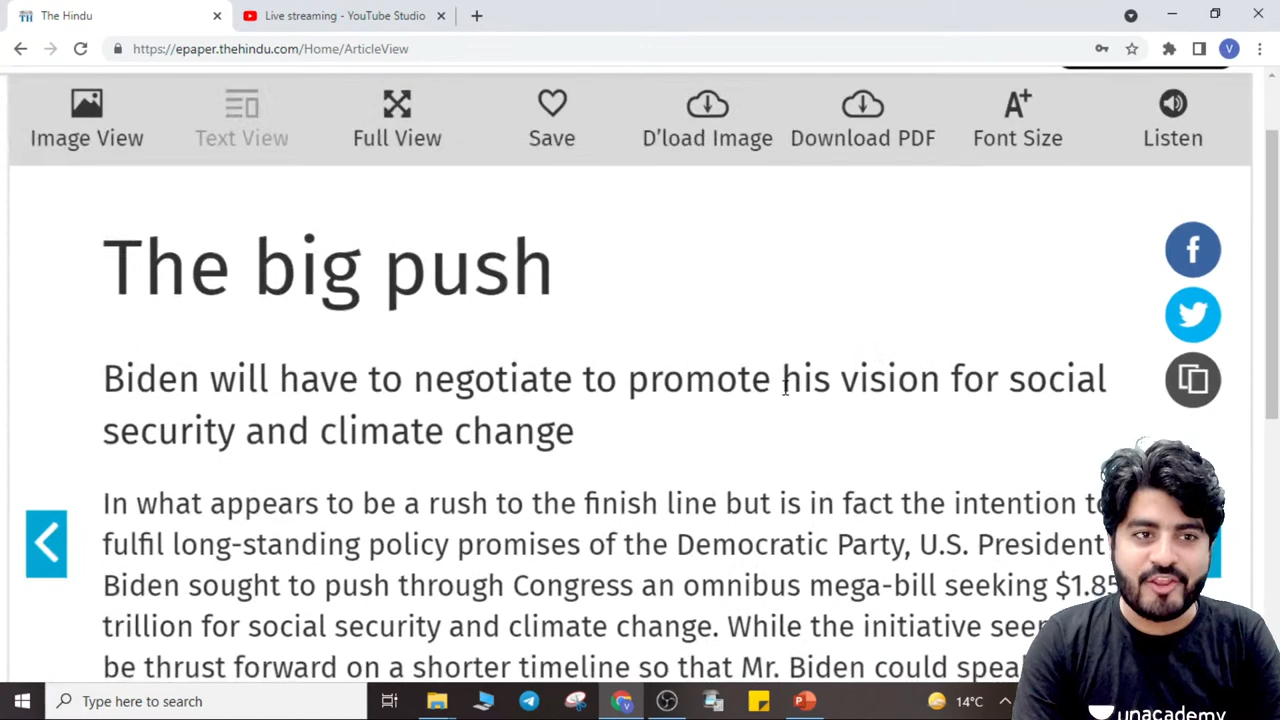 The Hindu
Live streaming - YouTube Studio
https://epaper.thehindu.com/Home/ArticleView
V
Image View
Text View
Full View
Save
D'load Image
Download PDF
Font Size
Listen
The big push
Biden will have to negotiate to promote his vision for social
security and climate change
In what appears to be a rush to the finish line but is in fact the intention to
fulfil long-standing policy promises of the Democratic Party, U.S. President
Biden sought to push through Congress an omnibus mega-bill seeking $1.85
trillion for social security and climate change. While the initiative
be thrust forward on a shorter timeline so that Mr. Biden could
Type here to search
14°C
unacademy